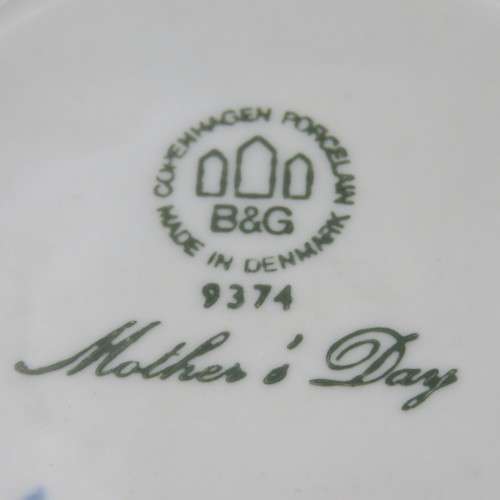 COPENHAGEN PORCELAIN
B&G
MADE IN DENMARK
9374
Mother's Day